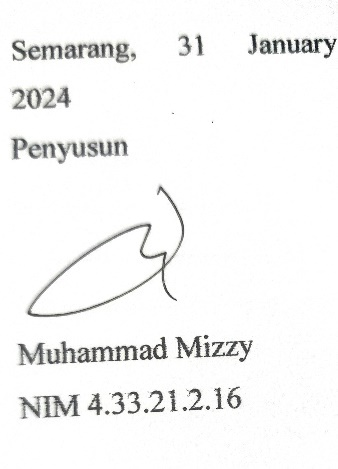 Semarang, 31 January
2024
Penyusun
Muhammad Mizzy
NIM 4.33.21.2.16